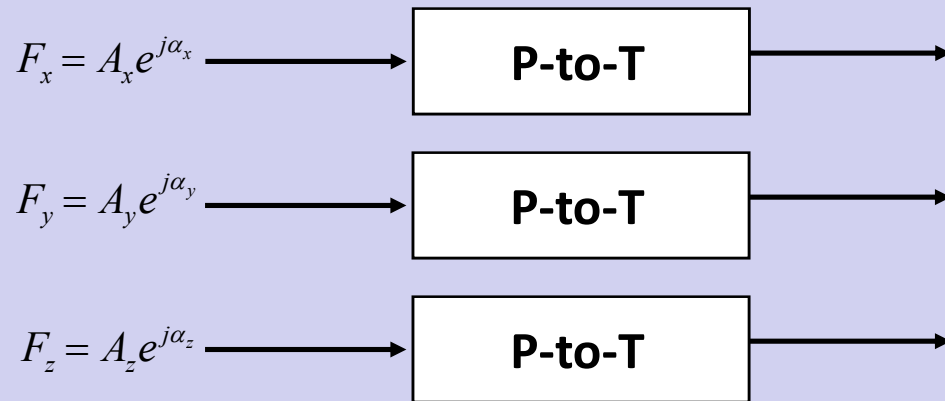 F_x = A_x e^{jα_x} P-to-T
F_y = A_y e^{jα_y} P-to-T
F_z = A_z e^{jα_z} P-to-T